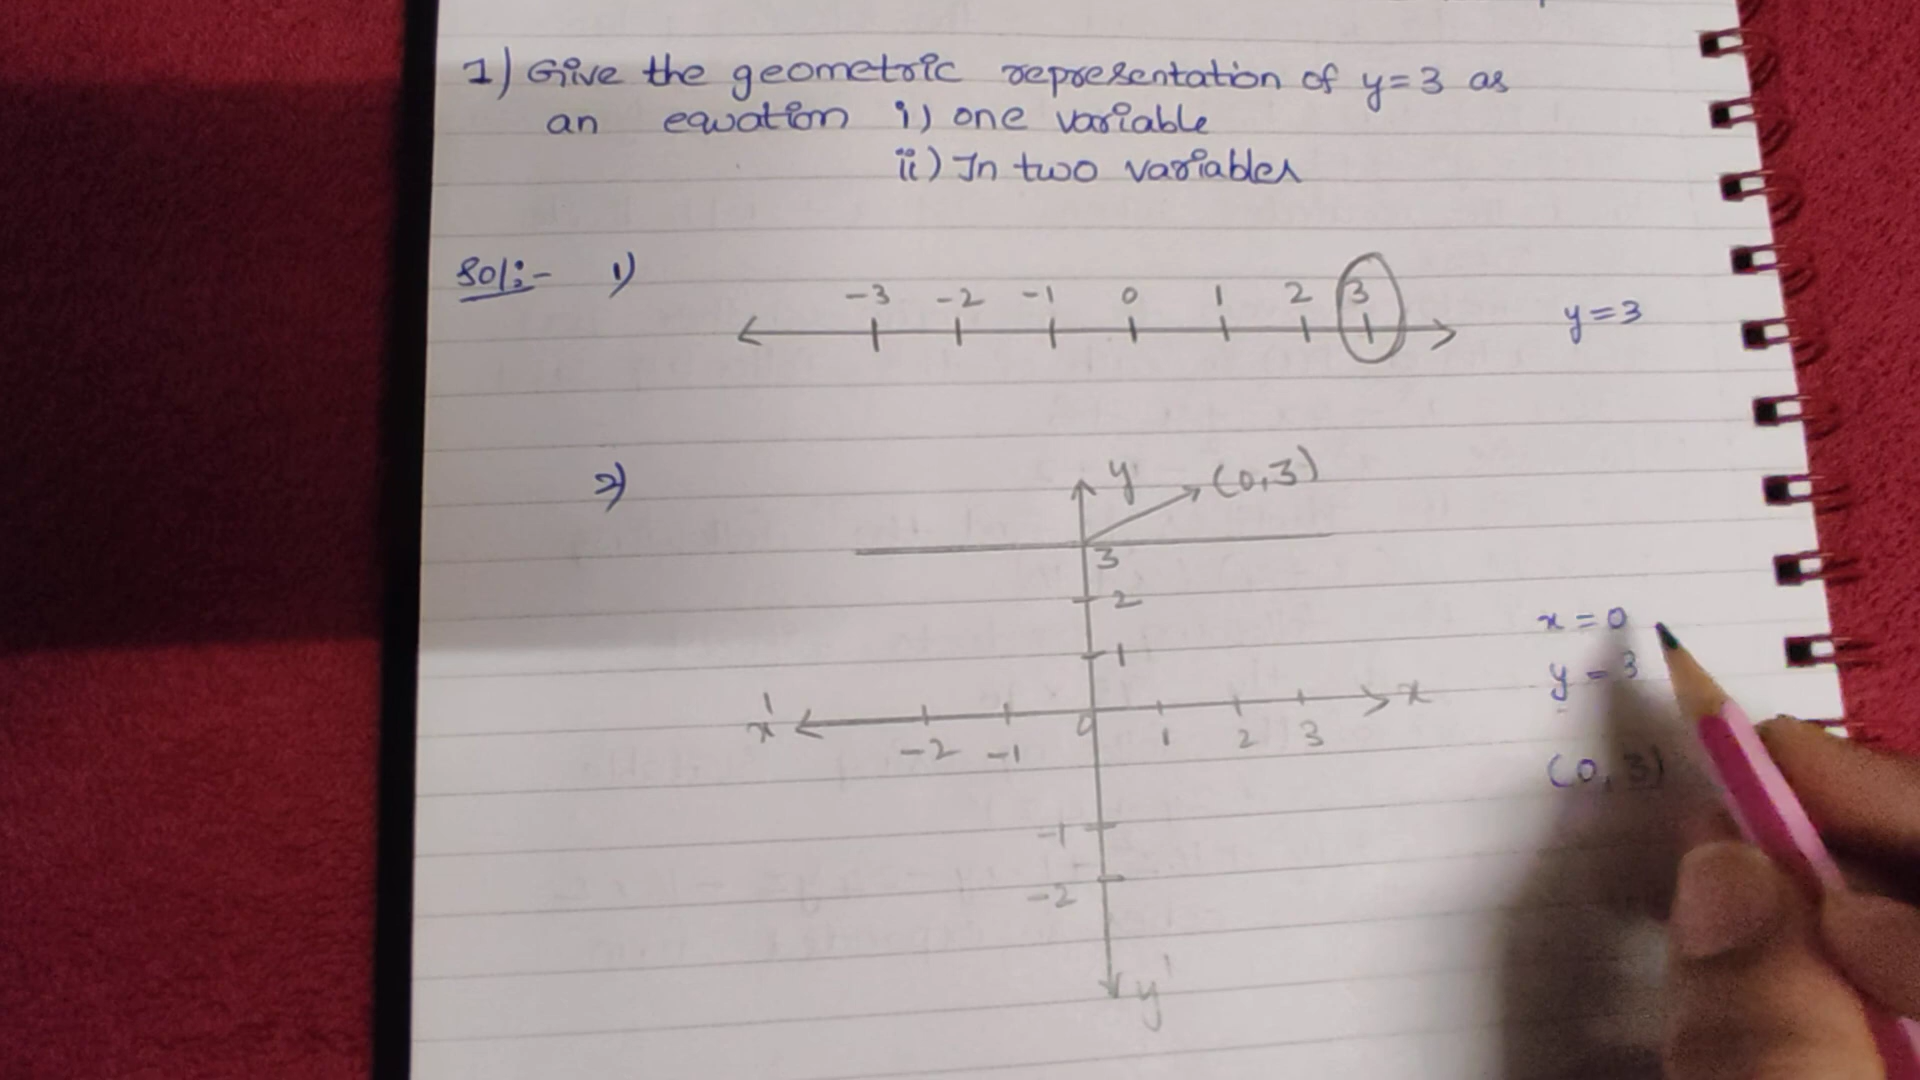 1) Give the geometric representation of y=3 as
an equation i) one variable
ii) In two variables
Sol:- 1)
-3 -2 -1 0 1 2 3
y=3
2)
y (0,3)
3
2
1
x' -2 -1 0 1 2 3 x
-1
-2
y'
x=0
y=3
(0,3)